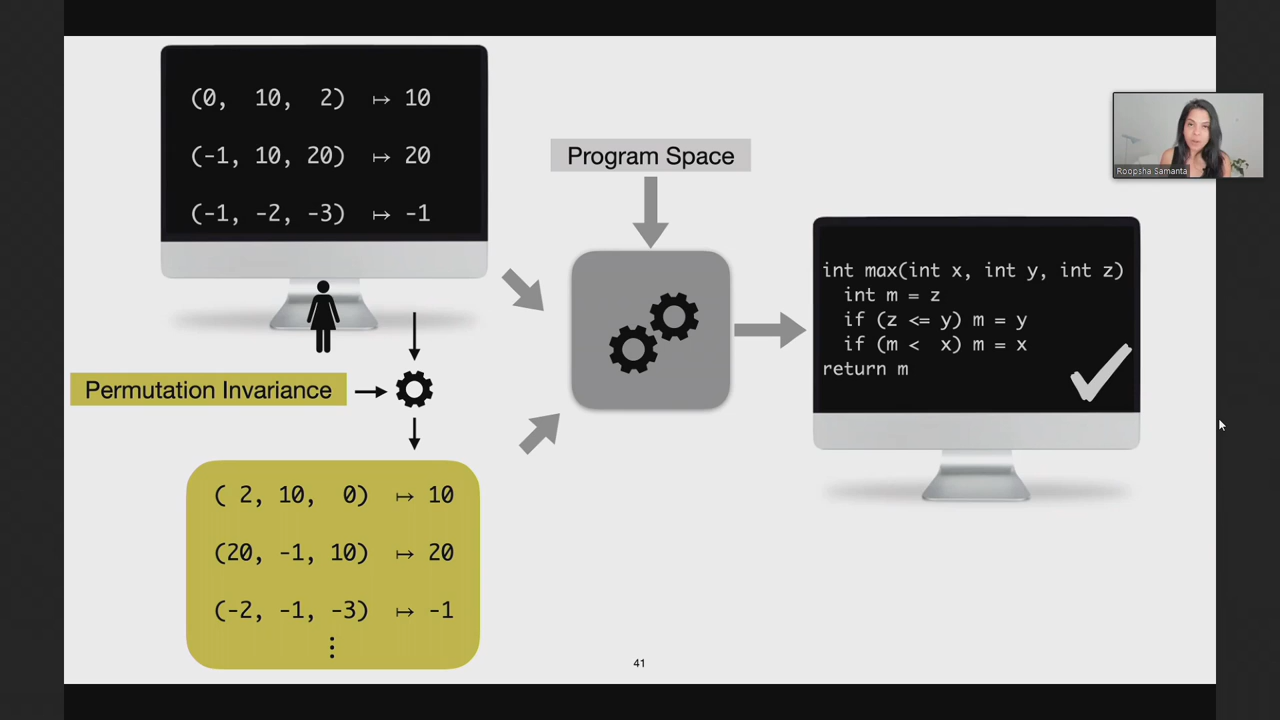 (0, 10, 2) ↦ 10
(-1, 10, 20) ↦ 20
(-1, -2, -3) ↦ -1
Program Space
Roopsha Samanta
int max(int x, int y, int z)
int m = z
if (z <= y) m = y
if (m < x) m = x
return m
Permutation Invariance
( 2, 10, 0) ↦ 10
(20, -1, 10) ↦ 20
(-2, -1, -3) ↦ -1
⋮
41